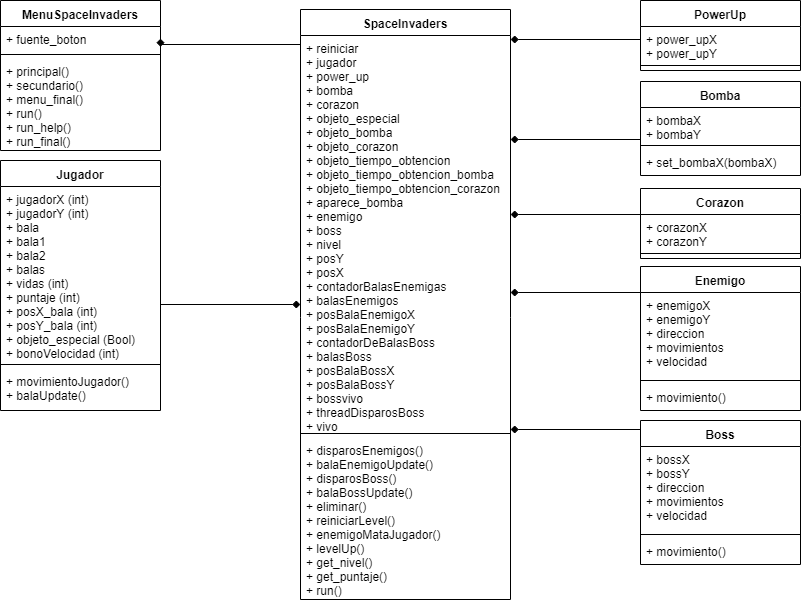 MenuSpaceInvaders
+ fuente_boton
+ principal()
+ secundario()
+ menu_final()
+ run()
+ run_help()
+ run_final()
Jugador
+ jugadorX (int)
+ jugadorY (int)
+ bala
+ bala1
+ bala2
+ balas
+ vidas (int)
+ puntaje (int)
+ posX_bala (int)
+ posY_bala (int)
+ objeto_especial (Bool)
+ bonoVelocidad (int)
+ movimientoJugador()
+ balaUpdate()
SpaceInvaders
+ reiniciar
+ jugador
+ power_up
+ bomba
+ corazon
+ objeto_especial
+ objeto_bomba
+ objeto_corazon
+ objeto_tiempo_obtencion
+ objeto_tiempo_obtencion_bomba
+ objeto_tiempo_obtencion_corazon
+ aparece_bomba
+ enemigo
+ boss
+ nivel
+ posY
+ posX
+ contadorBalasEnemigas
+ balasEnemigos
+ posBalaEnemigoX
+ posBalaEnemigoY
+ contadorDeBalasBoss
+ balasBoss
+ posBalaBossX
+ posBalaBossY
+ bossvivo
+ threadDisparosBoss
+ vivo
+ disparosEnemigos()
+ balaEnemigoUpdate()
+ disparosBoss()
+ balaBossUpdate()
+ eliminar()
+ reiniciarLevel()
+ enemigoMataJugador()
+ levelUp()
+ get_nivel()
+ get_puntaje()
+ run()
PowerUp
+ power_upX
+ power_upY
Bomba
+ bombaX
+ bombaY
+ set_bombaX(bombaX)
Corazon
+ corazonX
+ corazonY
Enemigo
+ enemigoX
+ enemigoY
+ direccion
+ movimientos
+ velocidad
+ movimiento()
Boss
+ bossX
+ bossY
+ direccion
+ movimientos
+ velocidad
+ movimiento()